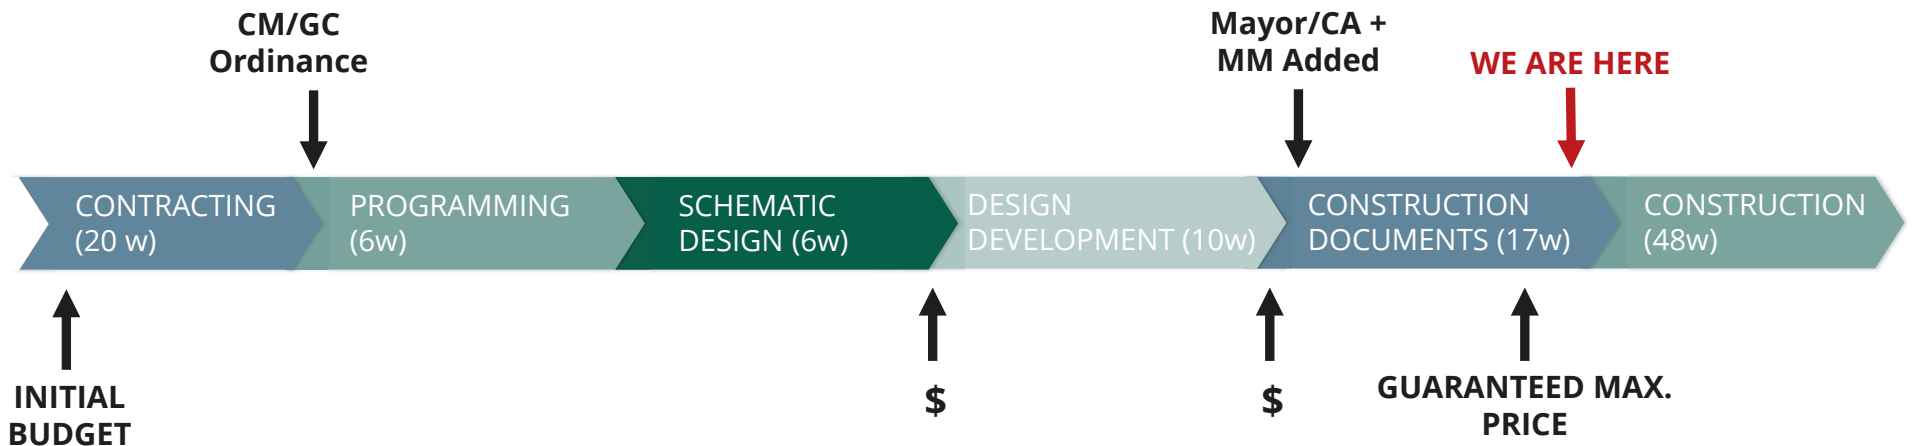 CM/GC
Ordinance
Mayor/CA +
MM Added
WE ARE HERE
CONTRACTING
(20 w)
PROGRAMMING
(6w)
SCHEMATIC
DESIGN (6w)
DESIGN
DEVELOPMENT (10w)
CONSTRUCTION
DOCUMENTS (17w)
CONSTRUCTION
(48w)
INITIAL
BUDGET
$
$
GUARANTEED MAX.
PRICE